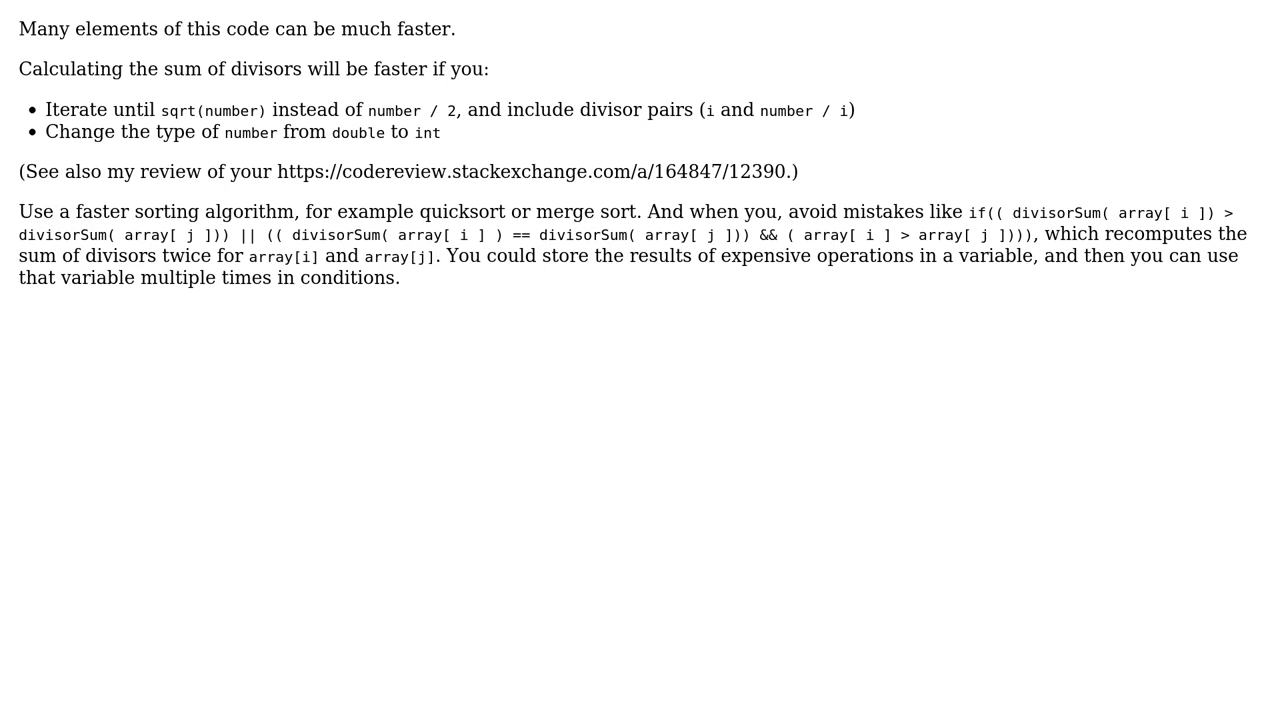 Many elements of this code can be much faster.
Calculating the sum of divisors will be faster if you:
• Iterate until sqrt(number) instead of number / 2, and include divisor pairs (i and number / i)
• Change the type of number from double to int
(See also my review of your https://codereview.stackexchange.com/a/164847/12390.)
Use a faster sorting algorithm, for example quicksort or merge sort. And when you, avoid mistakes like if(( divisorSum( array[ i ]) >
divisorSum( array[ j ])) || (( divisorSum( array[ i ] ) == divisorSum( array[ j ])) && ( array[ i ] > array[ j ]))), which recomputes the
sum of divisors twice for array[i] and array[j]. You could store the results of expensive operations in a variable, and then you can use
that variable multiple times in conditions.